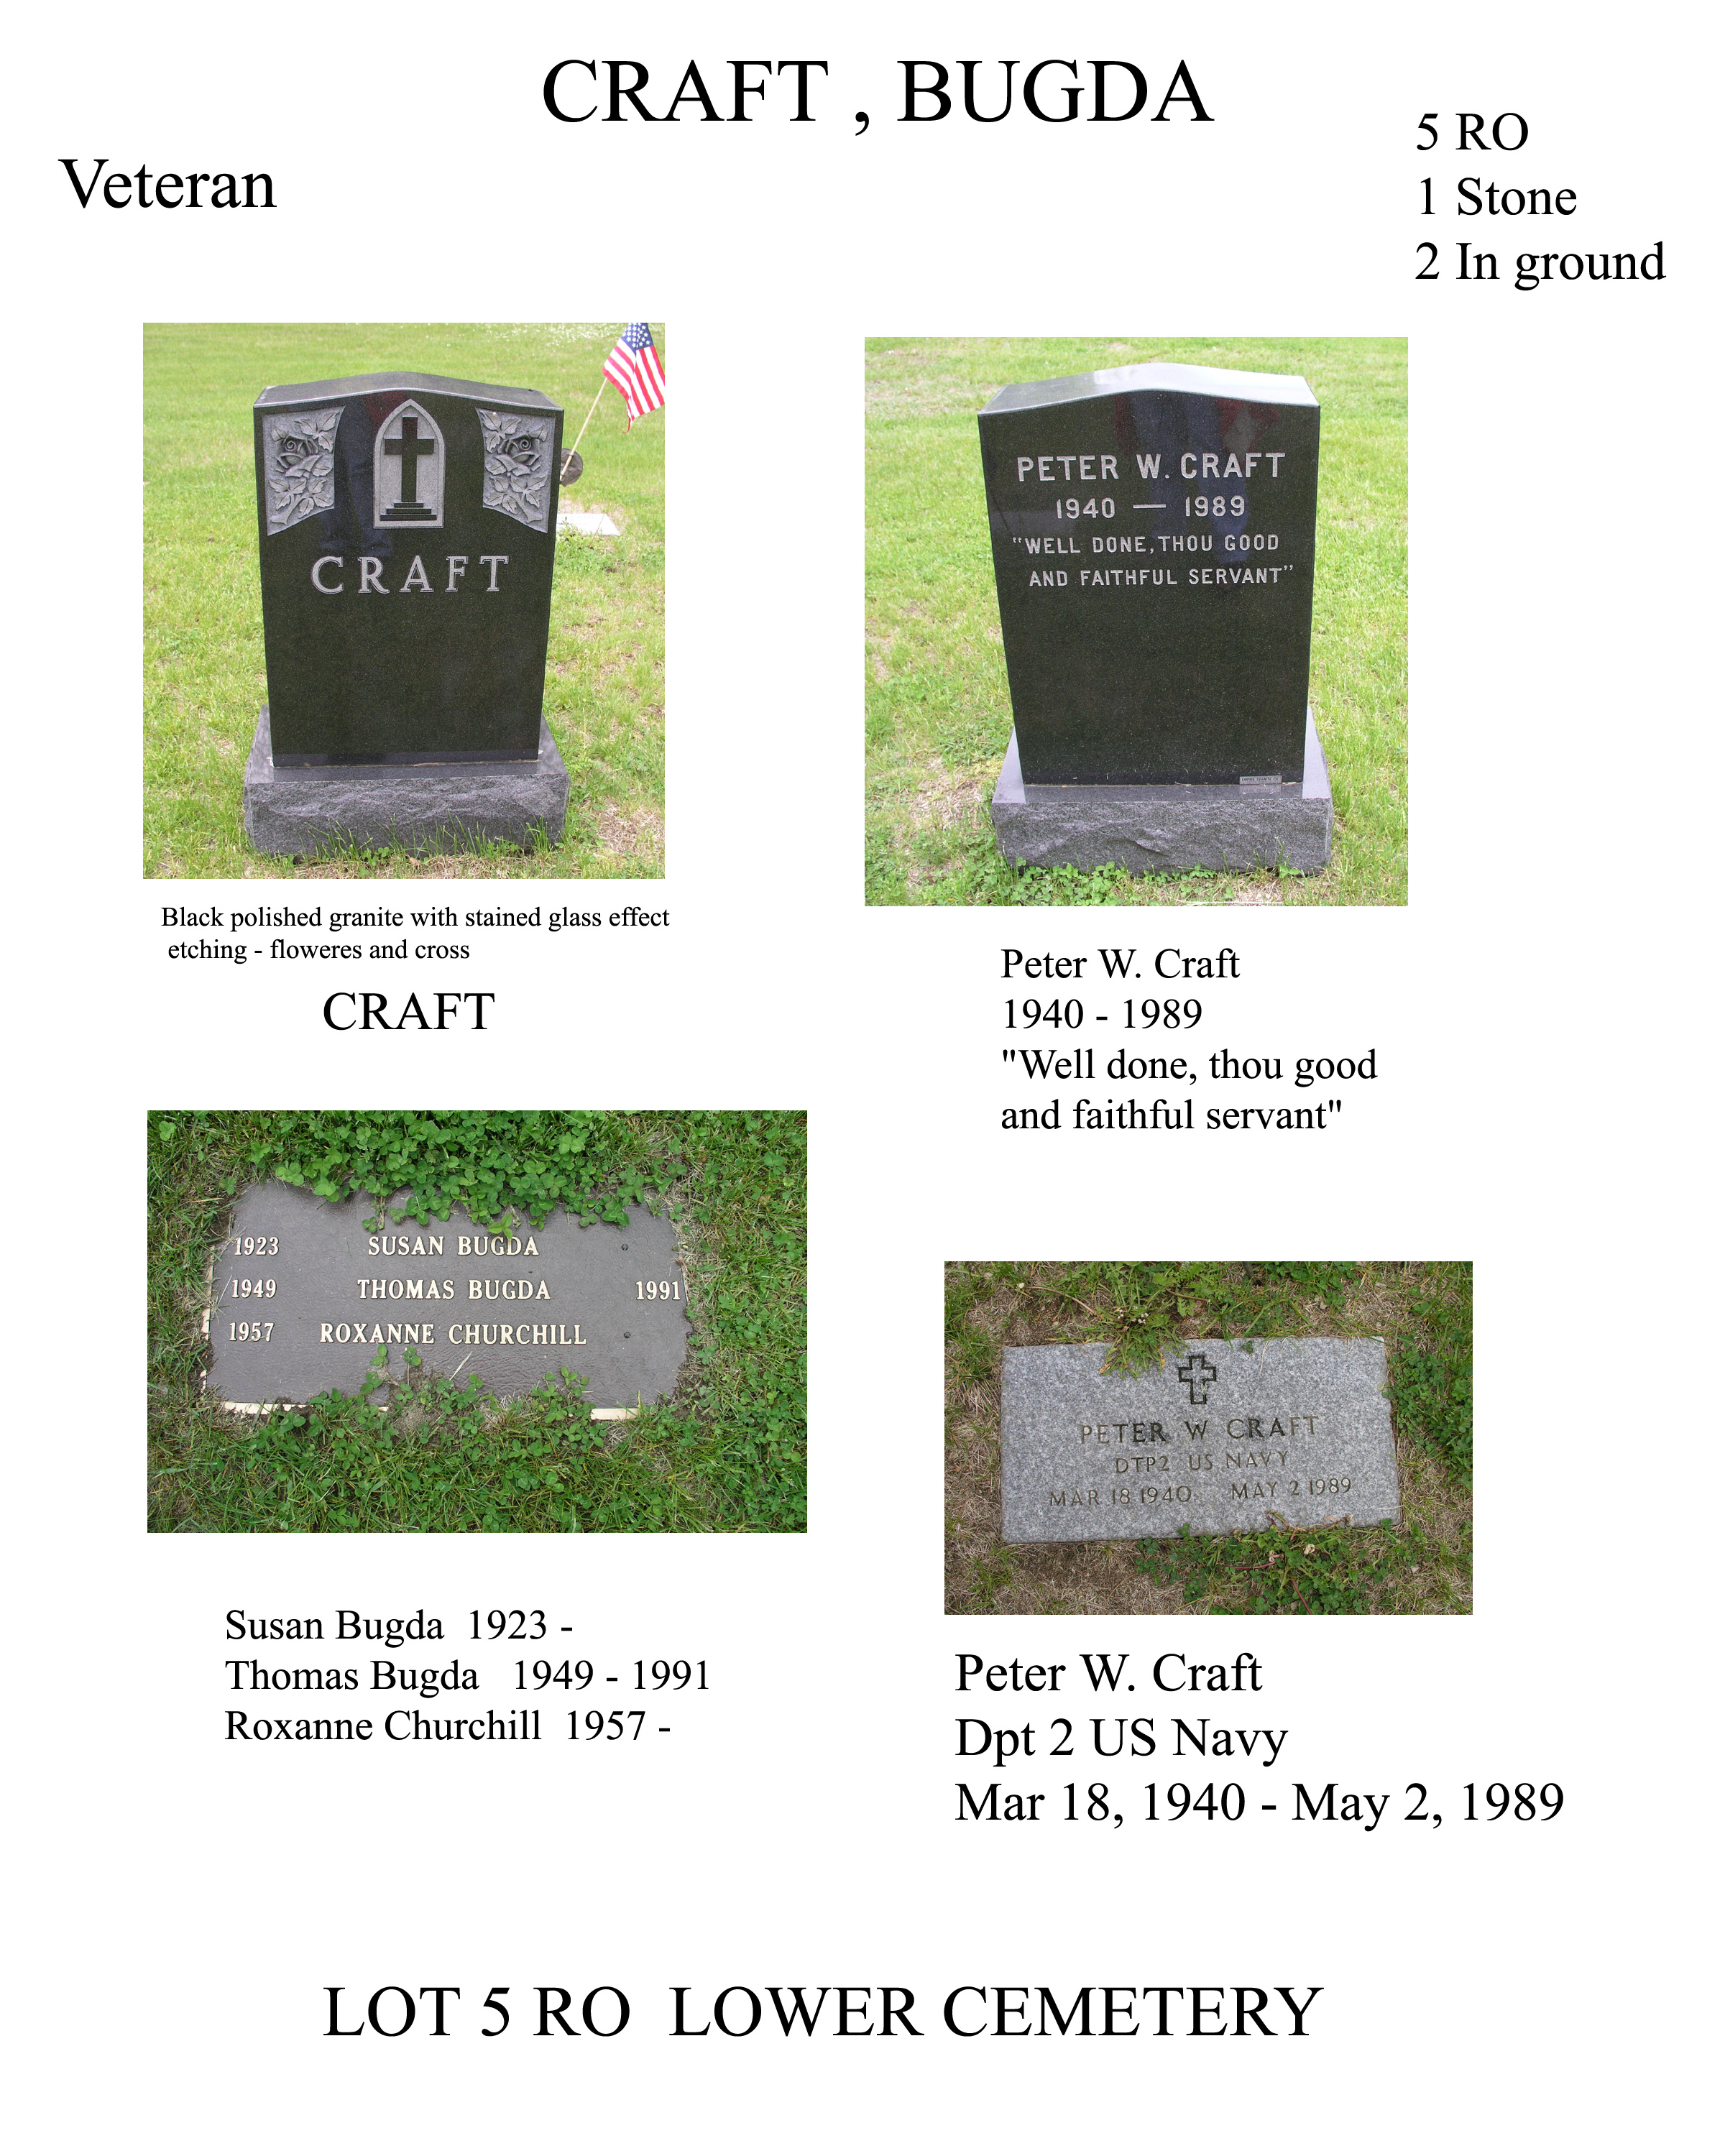 CRAFT , BUGDA
Veteran
5 RO
1 Stone
2 In ground
CRAFT
PETER W. CRAFT
1940 — 1989
"WELL DONE, THOU GOOD
AND FAITHFUL SERVANT"
Black polished granite with stained glass effect
etching - floweres and cross
CRAFT
Peter W. Craft
1940 - 1989
"Well done, thou good
and faithful servant"
1923 SUSAN BUGDA
1949 THOMAS BUGDA 1991
1957 ROXANNE CHURCHILL
PETER W CRAFT
DTP2 US NAVY
MAR 18 1940 MAY 2 1989
Susan Bugda 1923 -
Thomas Bugda 1949 - 1991
Roxanne Churchill 1957 -
Peter W. Craft
Dpt 2 US Navy
Mar 18, 1940 - May 2, 1989
LOT 5 RO LOWER CEMETERY